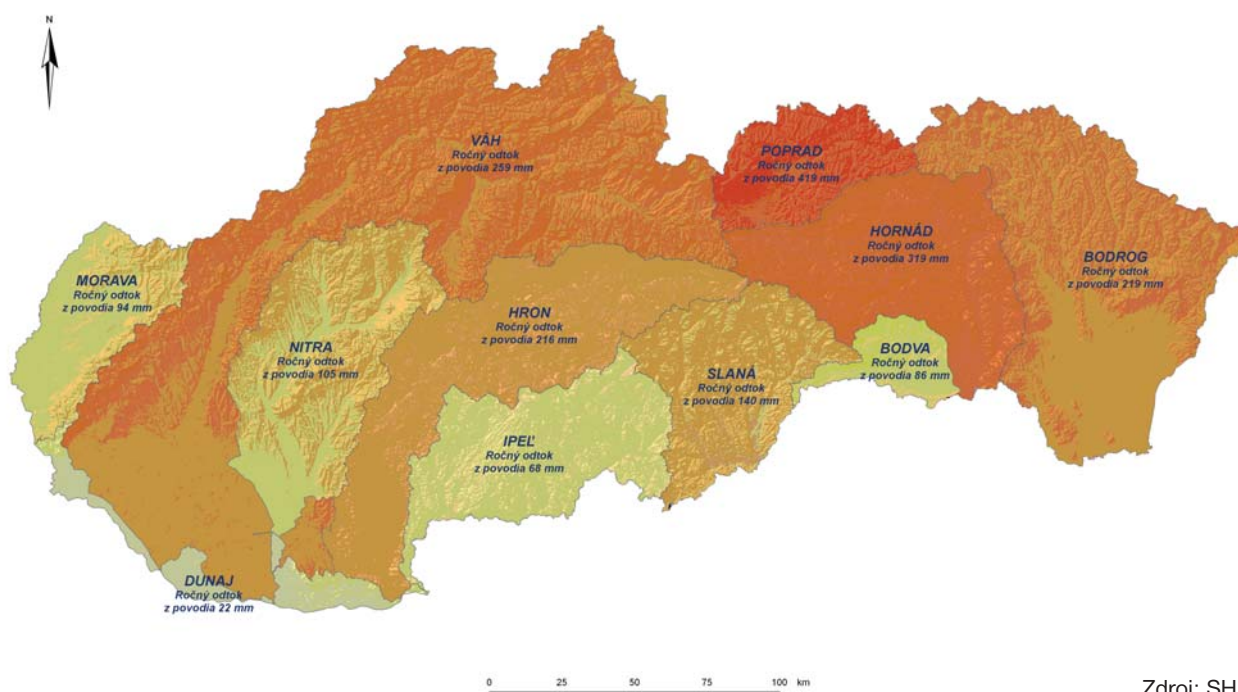 N
VÁH
Ročný odtok
z povodia 259 mm
POPRAD
Ročný odtok
z povodia 419 mm
HORNÁD
Ročný odtok
z povodia 319 mm
BODROG
Ročný odtok
z povodia 219 mm
MORAVA
Ročný odtok
z povodia 94 mm
HRON
Ročný odtok
z povodia 216 mm
NITRA
Ročný odtok
z povodia 105 mm
BODVA
Ročný odtok
z povodia 86 mm
SLANÁ
Ročný odtok
z povodia 140 mm
IPEĽ
Ročný odtok
z povodia 68 mm
DUNAJ
Ročný odtok
z povodia 22 mm
0 25 50 75 100 km
Zdroj: SH